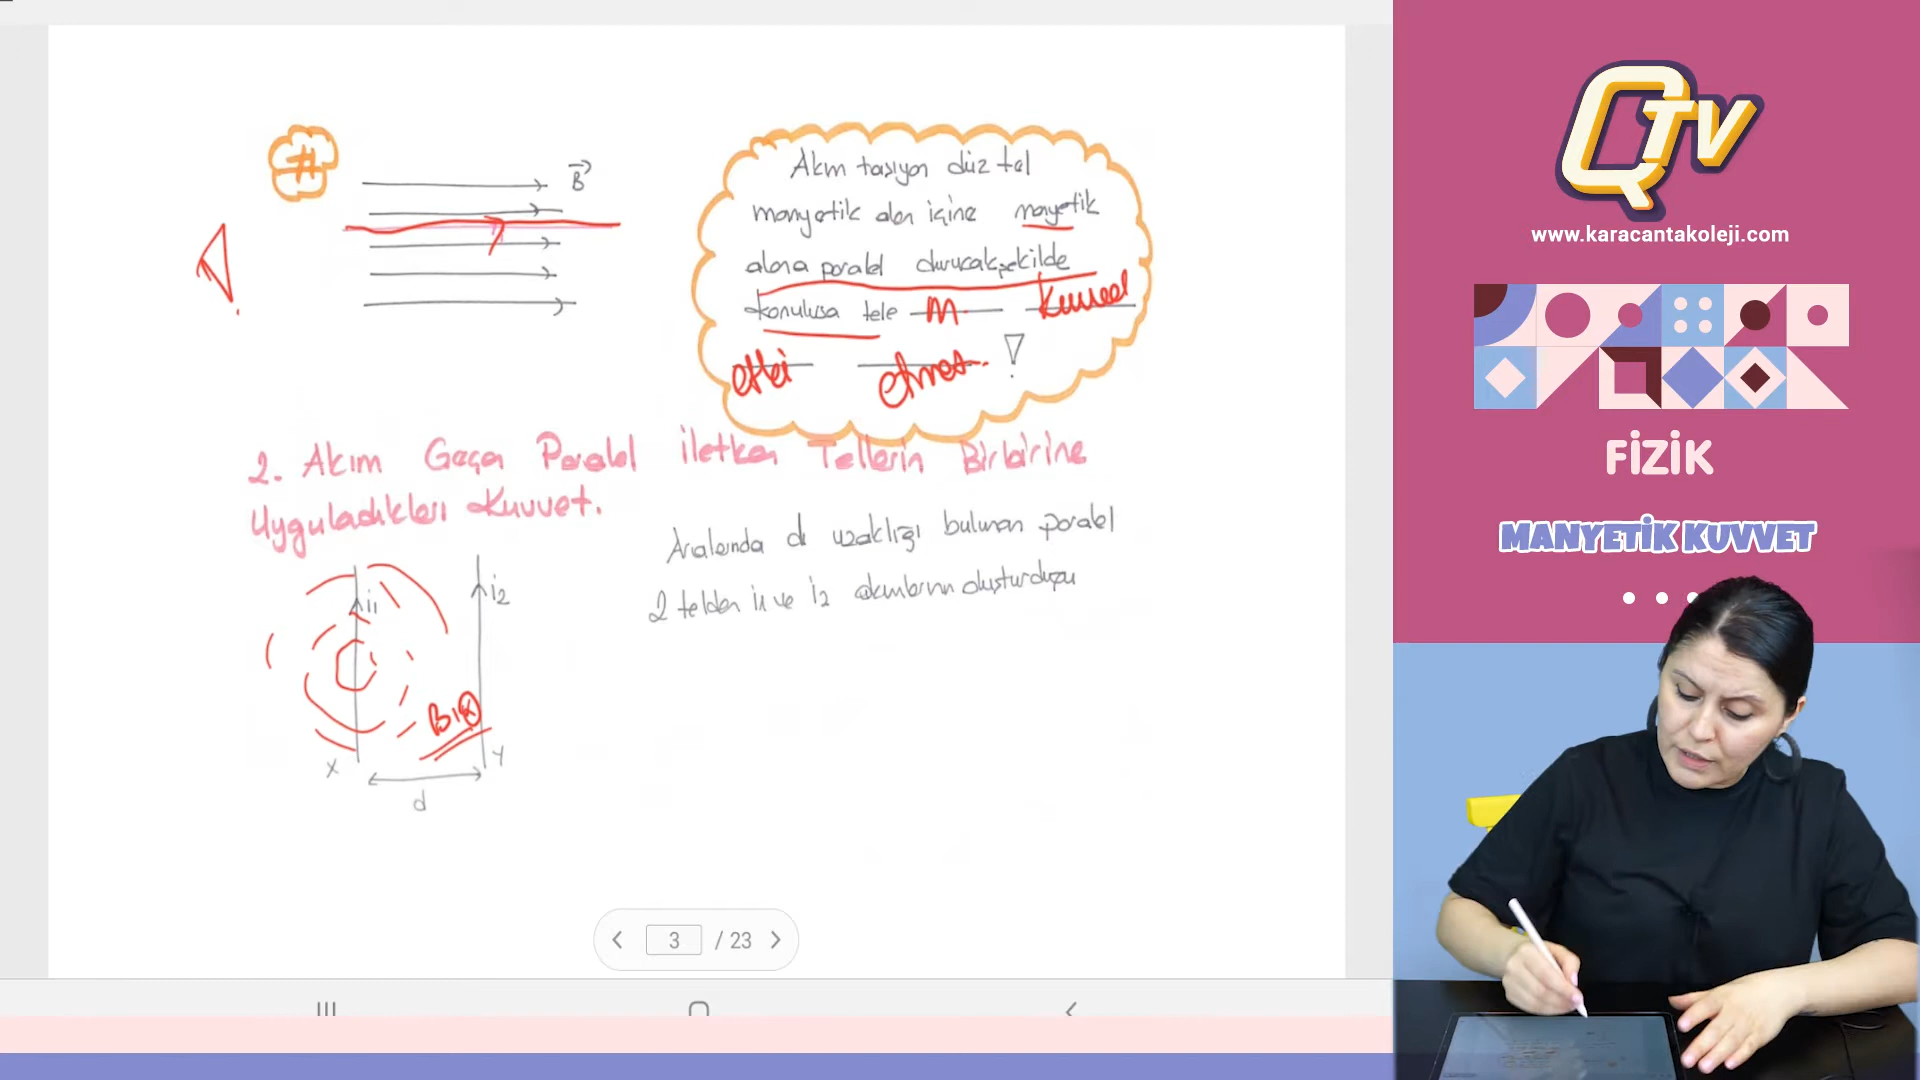 #
B
Akım taşıyan düz tel
manyetik alan içine manyetik
alana paralel duracak şekilde
konulursa tele M kuvvet
etki etmez.
!
2. Akım Geçen Paralel İletken Tellerin Birbirine
Uyguladıkları Kuvvet.
Aralarında d uzaklığı bulunan paralel
2 telden i1 ve i2 akımlarının oluşturduğu
i1
i2
B1
X
Y
d
3 / 23
QTV
www.karacantakoleji.com
FİZİK
MANYETİK KUVVET